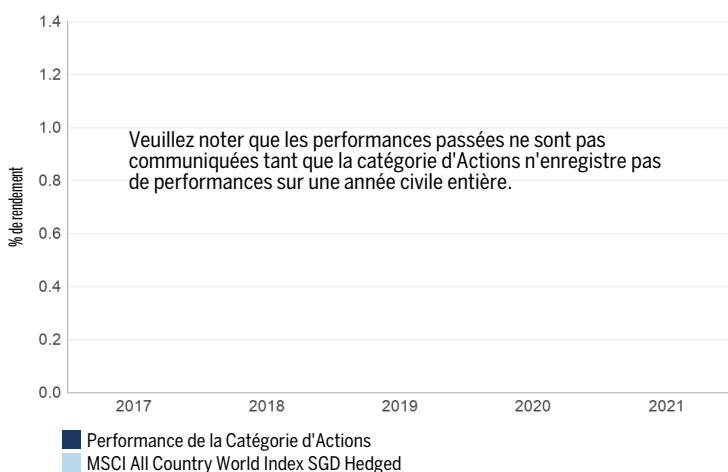 1.4
1.2
1.0
0.8
0.6
0.4
0.2
0.0
% de rendement
Veuillez noter que les performances passées ne sont pas
communiquées tant que la catégorie d'Actions n'enregistre pas
de performances sur une année civile entière.
2017 2018 2019 2020 2021
Performance de la Catégorie d'Actions
MSCI All Country World Index SGD Hedged